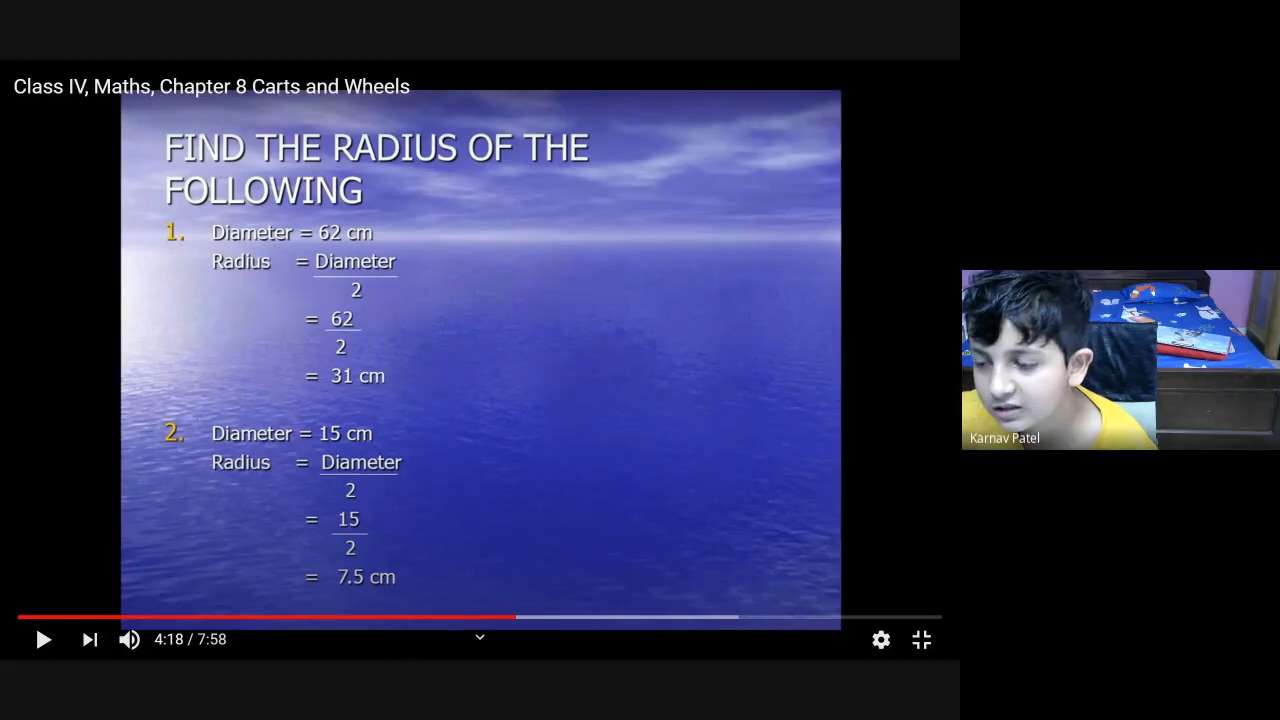 Class IV, Maths, Chapter 8 Carts and Wheels
FIND THE RADIUS OF THE
FOLLOWING
1. Diameter = 62 cm
Radius = Diameter
2
= 62
2
= 31 cm
2. Diameter = 15 cm
Radius = Diameter
2
= 15
2
= 7.5 cm
4:18 / 7:58
Karnav Patel